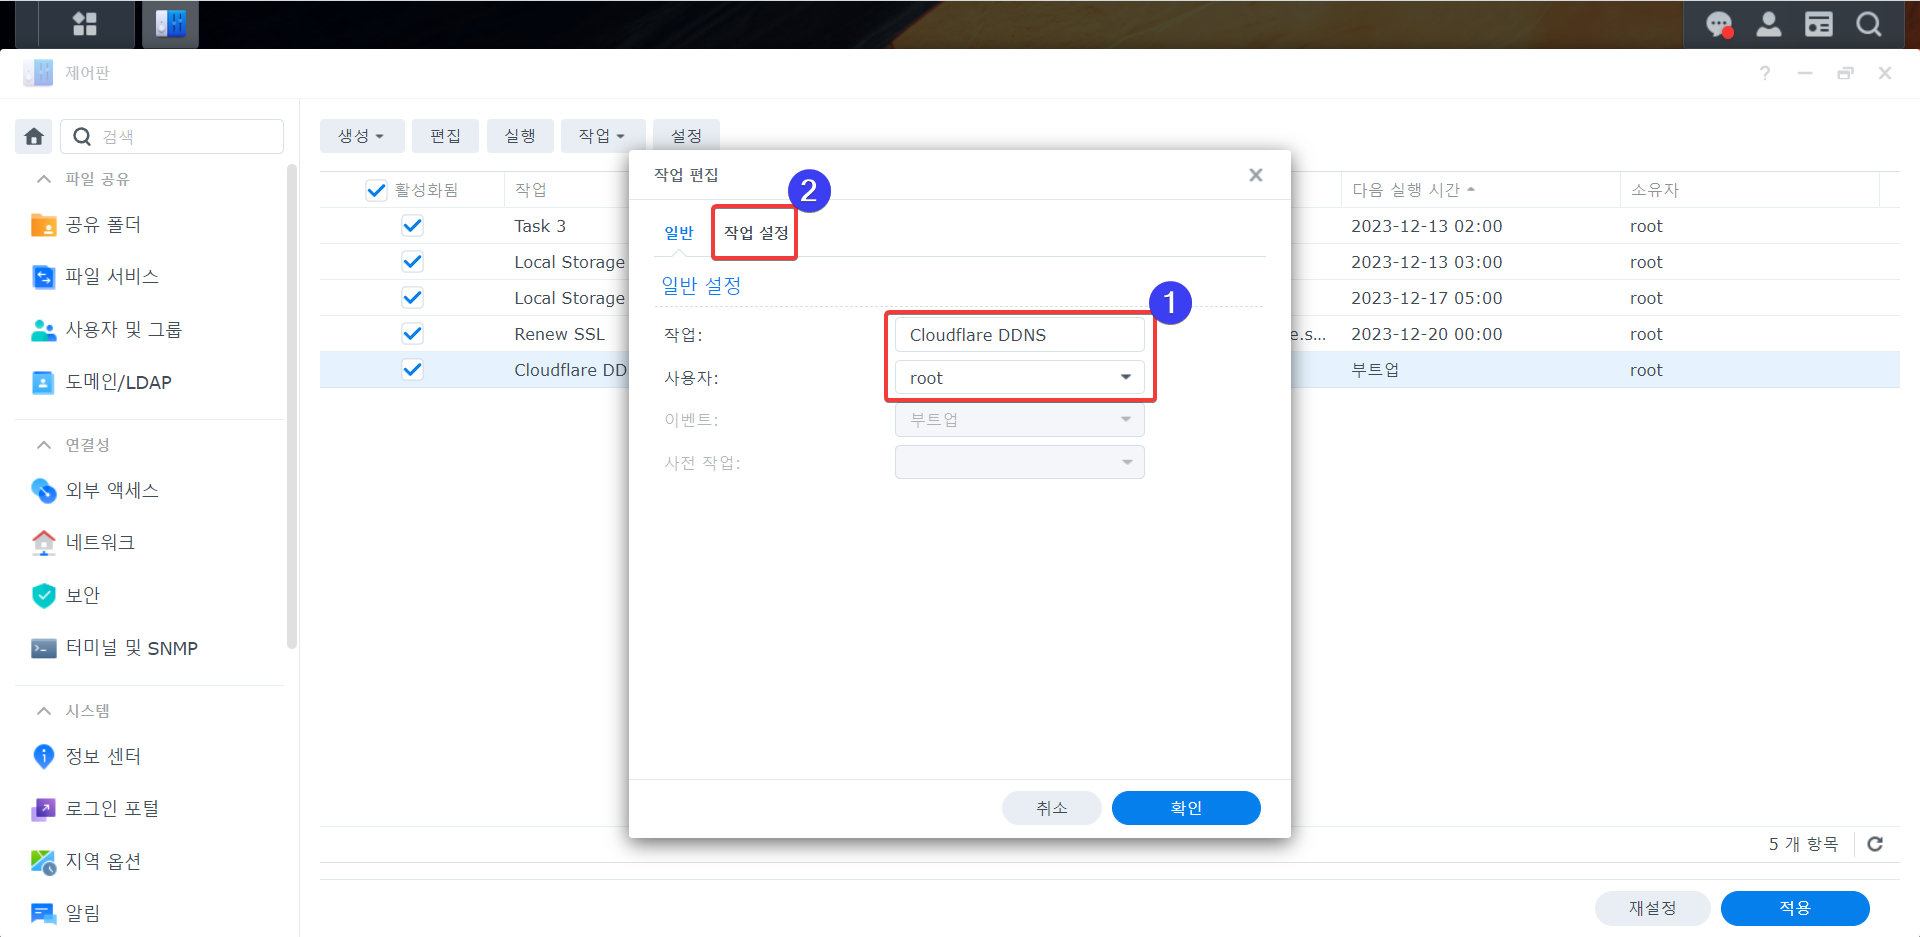 제어판
검색
파일 공유
공유 폴더
파일 서비스
사용자 및 그룹
도메인/LDAP
연결성
외부 액세스
네트워크
보안
터미널 및 SNMP
시스템
정보 센터
로그인 포털
지역 옵션
알림
생성 편집 실행 작업 설정
활성화됨 작업 다음 실행 시간 소유자
Task 3 2023-12-13 02:00 root
Local Storage 2023-12-13 03:00 root
Local Storage 2023-12-17 05:00 root
Renew SSL e.s... 2023-12-20 00:00 root
Cloudflare DD 부트업 root
작업 편집
2
일반 작업 설정
일반 설정
1
작업: Cloudflare DDNS
사용자: root
이벤트: 부트업
사전 작업:
취소 확인
5 개 항목
재설정 적용